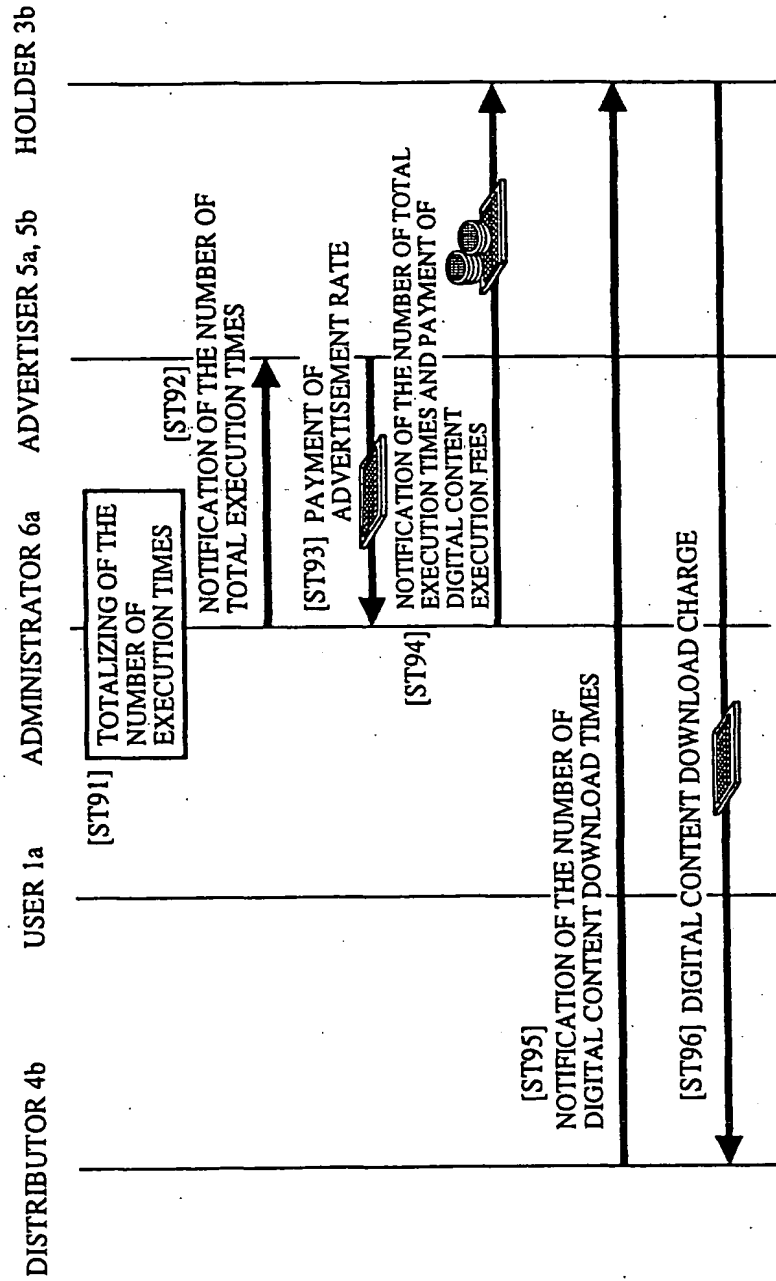 DISTRIBUTOR 4b
USER 1a
ADMINISTRATOR 6a
ADVERTISER 5a, 5b
HOLDER 3b
[ST91]
TOTALIZING OF THE
NUMBER OF
EXECUTION TIMES
[ST92]
NOTIFICATION OF THE NUMBER OF
TOTAL EXECUTION TIMES
[ST93] PAYMENT OF
ADVERTISEMENT RATE
[ST94]
NOTIFICATION OF THE NUMBER OF TOTAL
EXECUTION TIMES AND PAYMENT OF
DIGITAL CONTENT
EXECUTION FEES
[ST95]
NOTIFICATION OF THE NUMBER OF
DIGITAL CONTENT DOWNLOAD TIMES
[ST96] DIGITAL CONTENT DOWNLOAD CHARGE